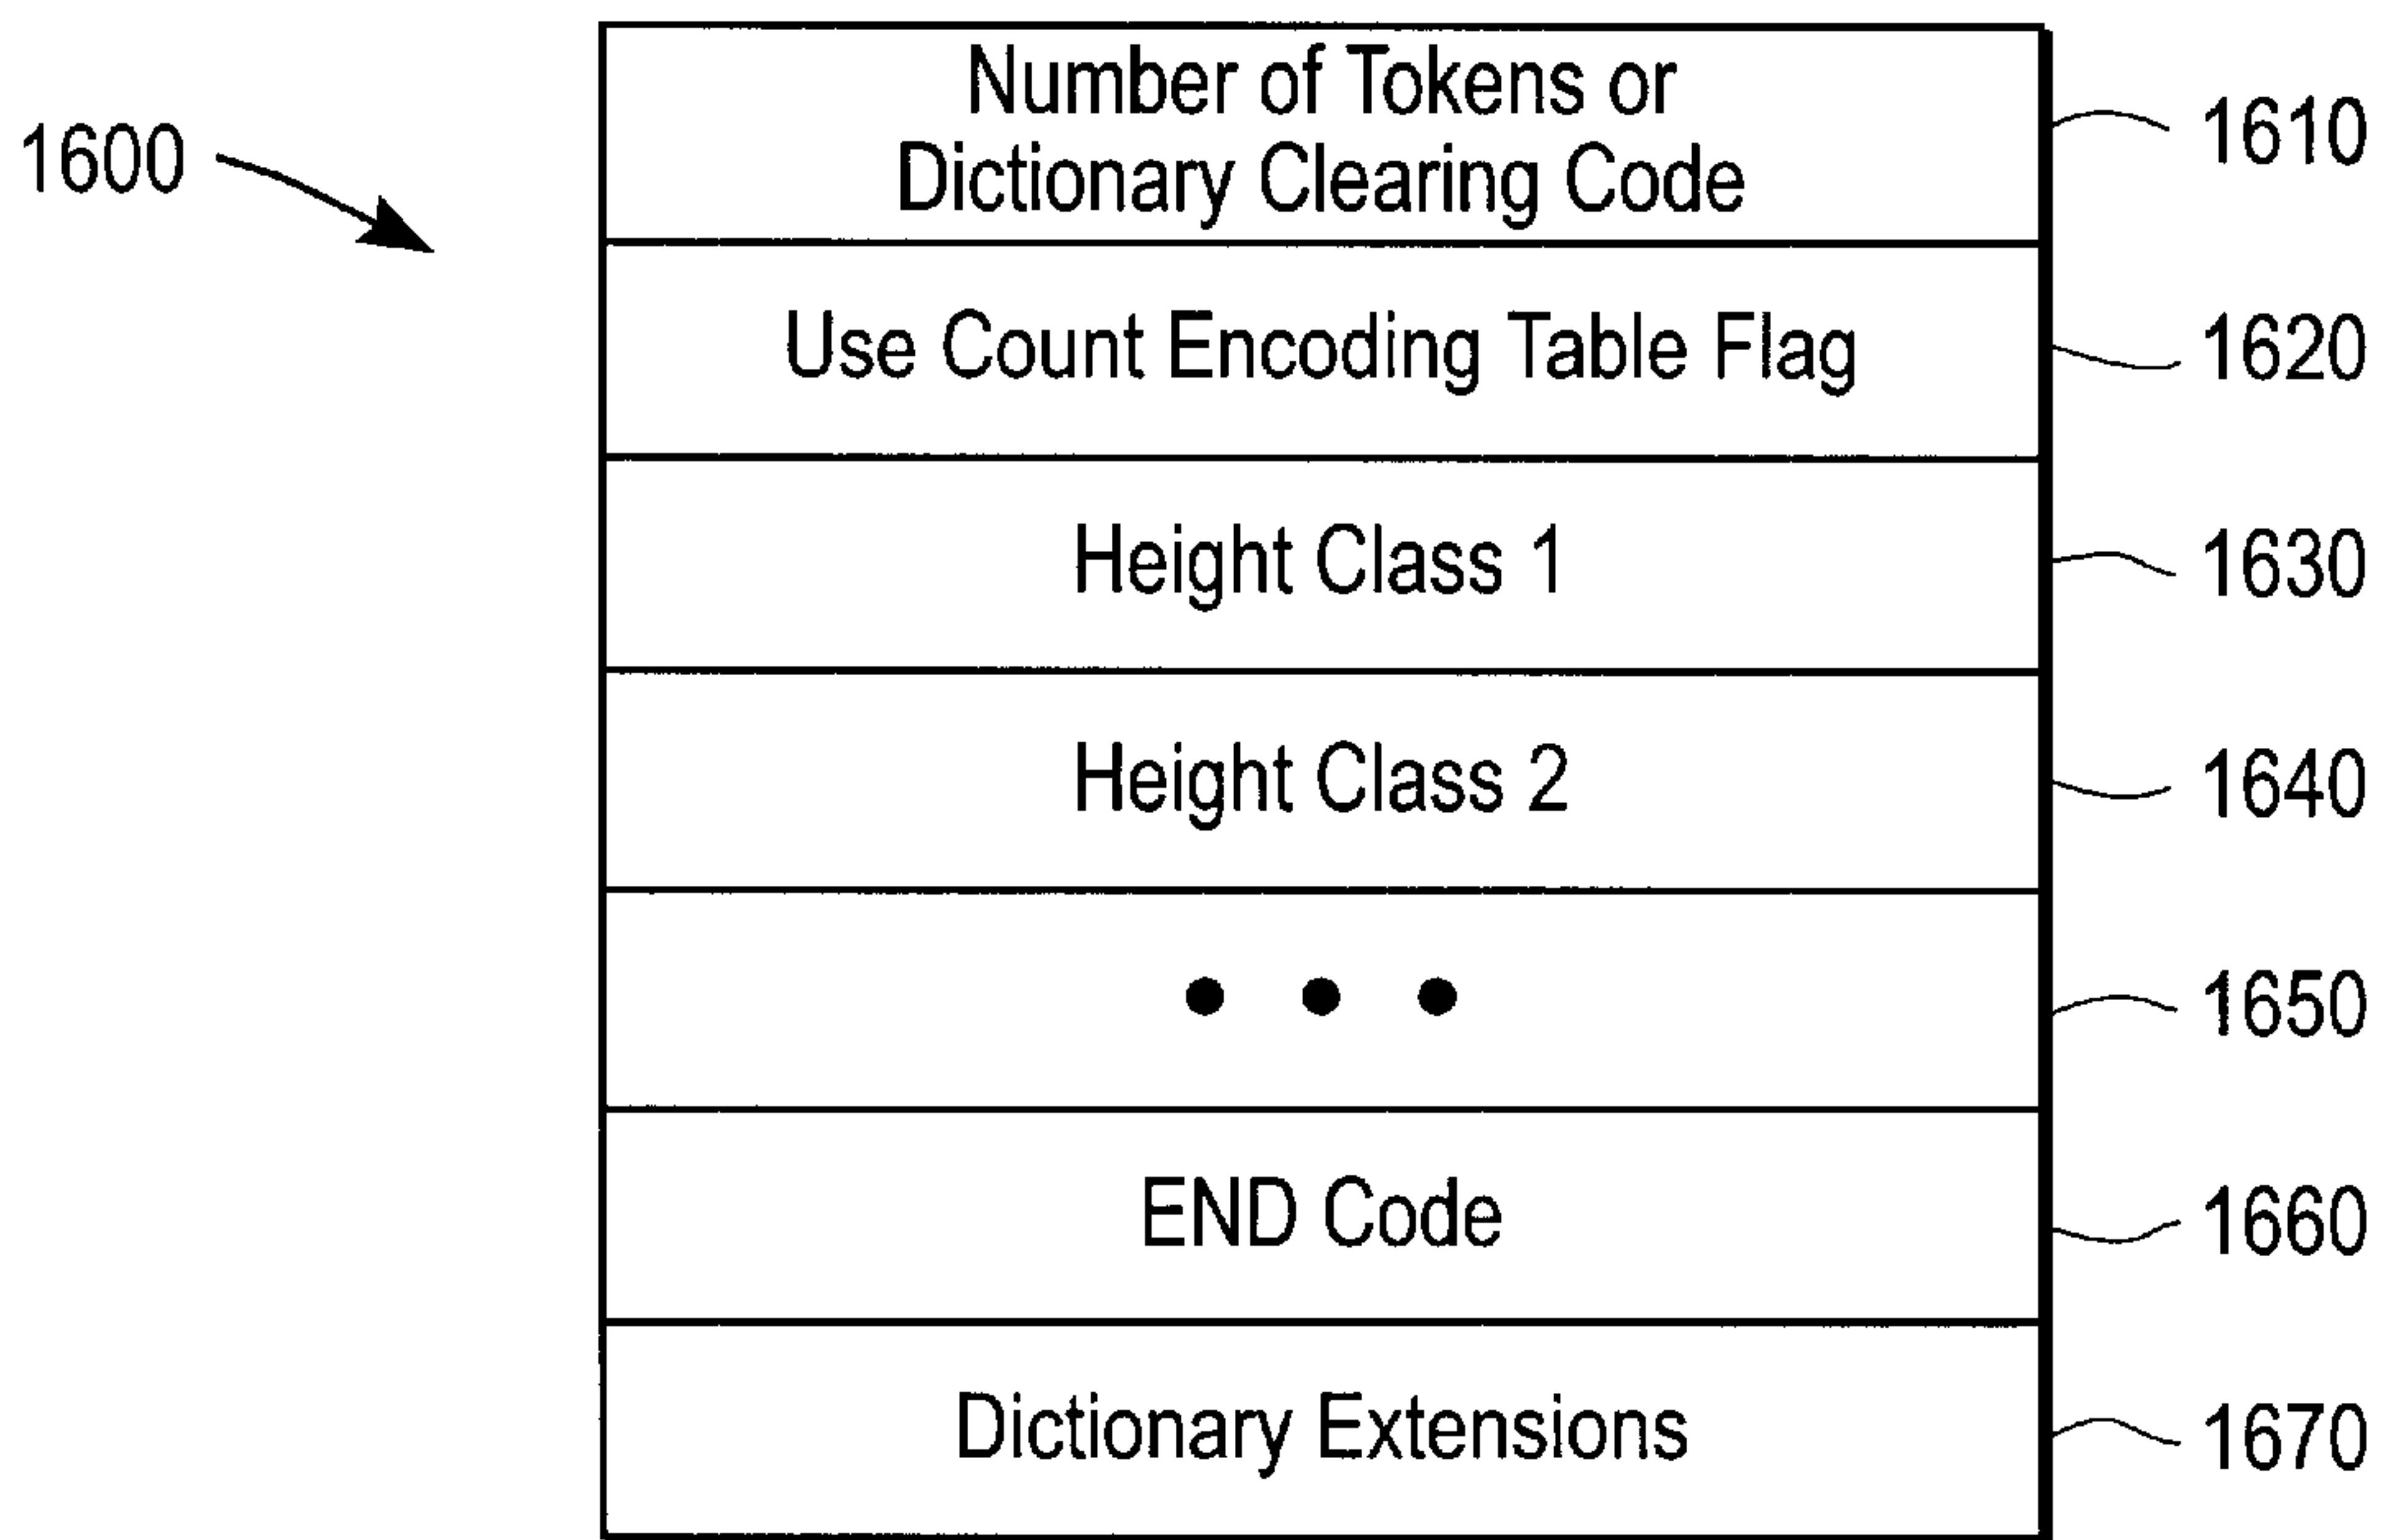 Number of Tokens or
Dictionary Clearing Code
1610
1600
Use Count Encoding Table Flag
1620
Height Class 1
1630
Height Class 2
1640
• • •
1650
END Code
1660
Dictionary Extensions
1670